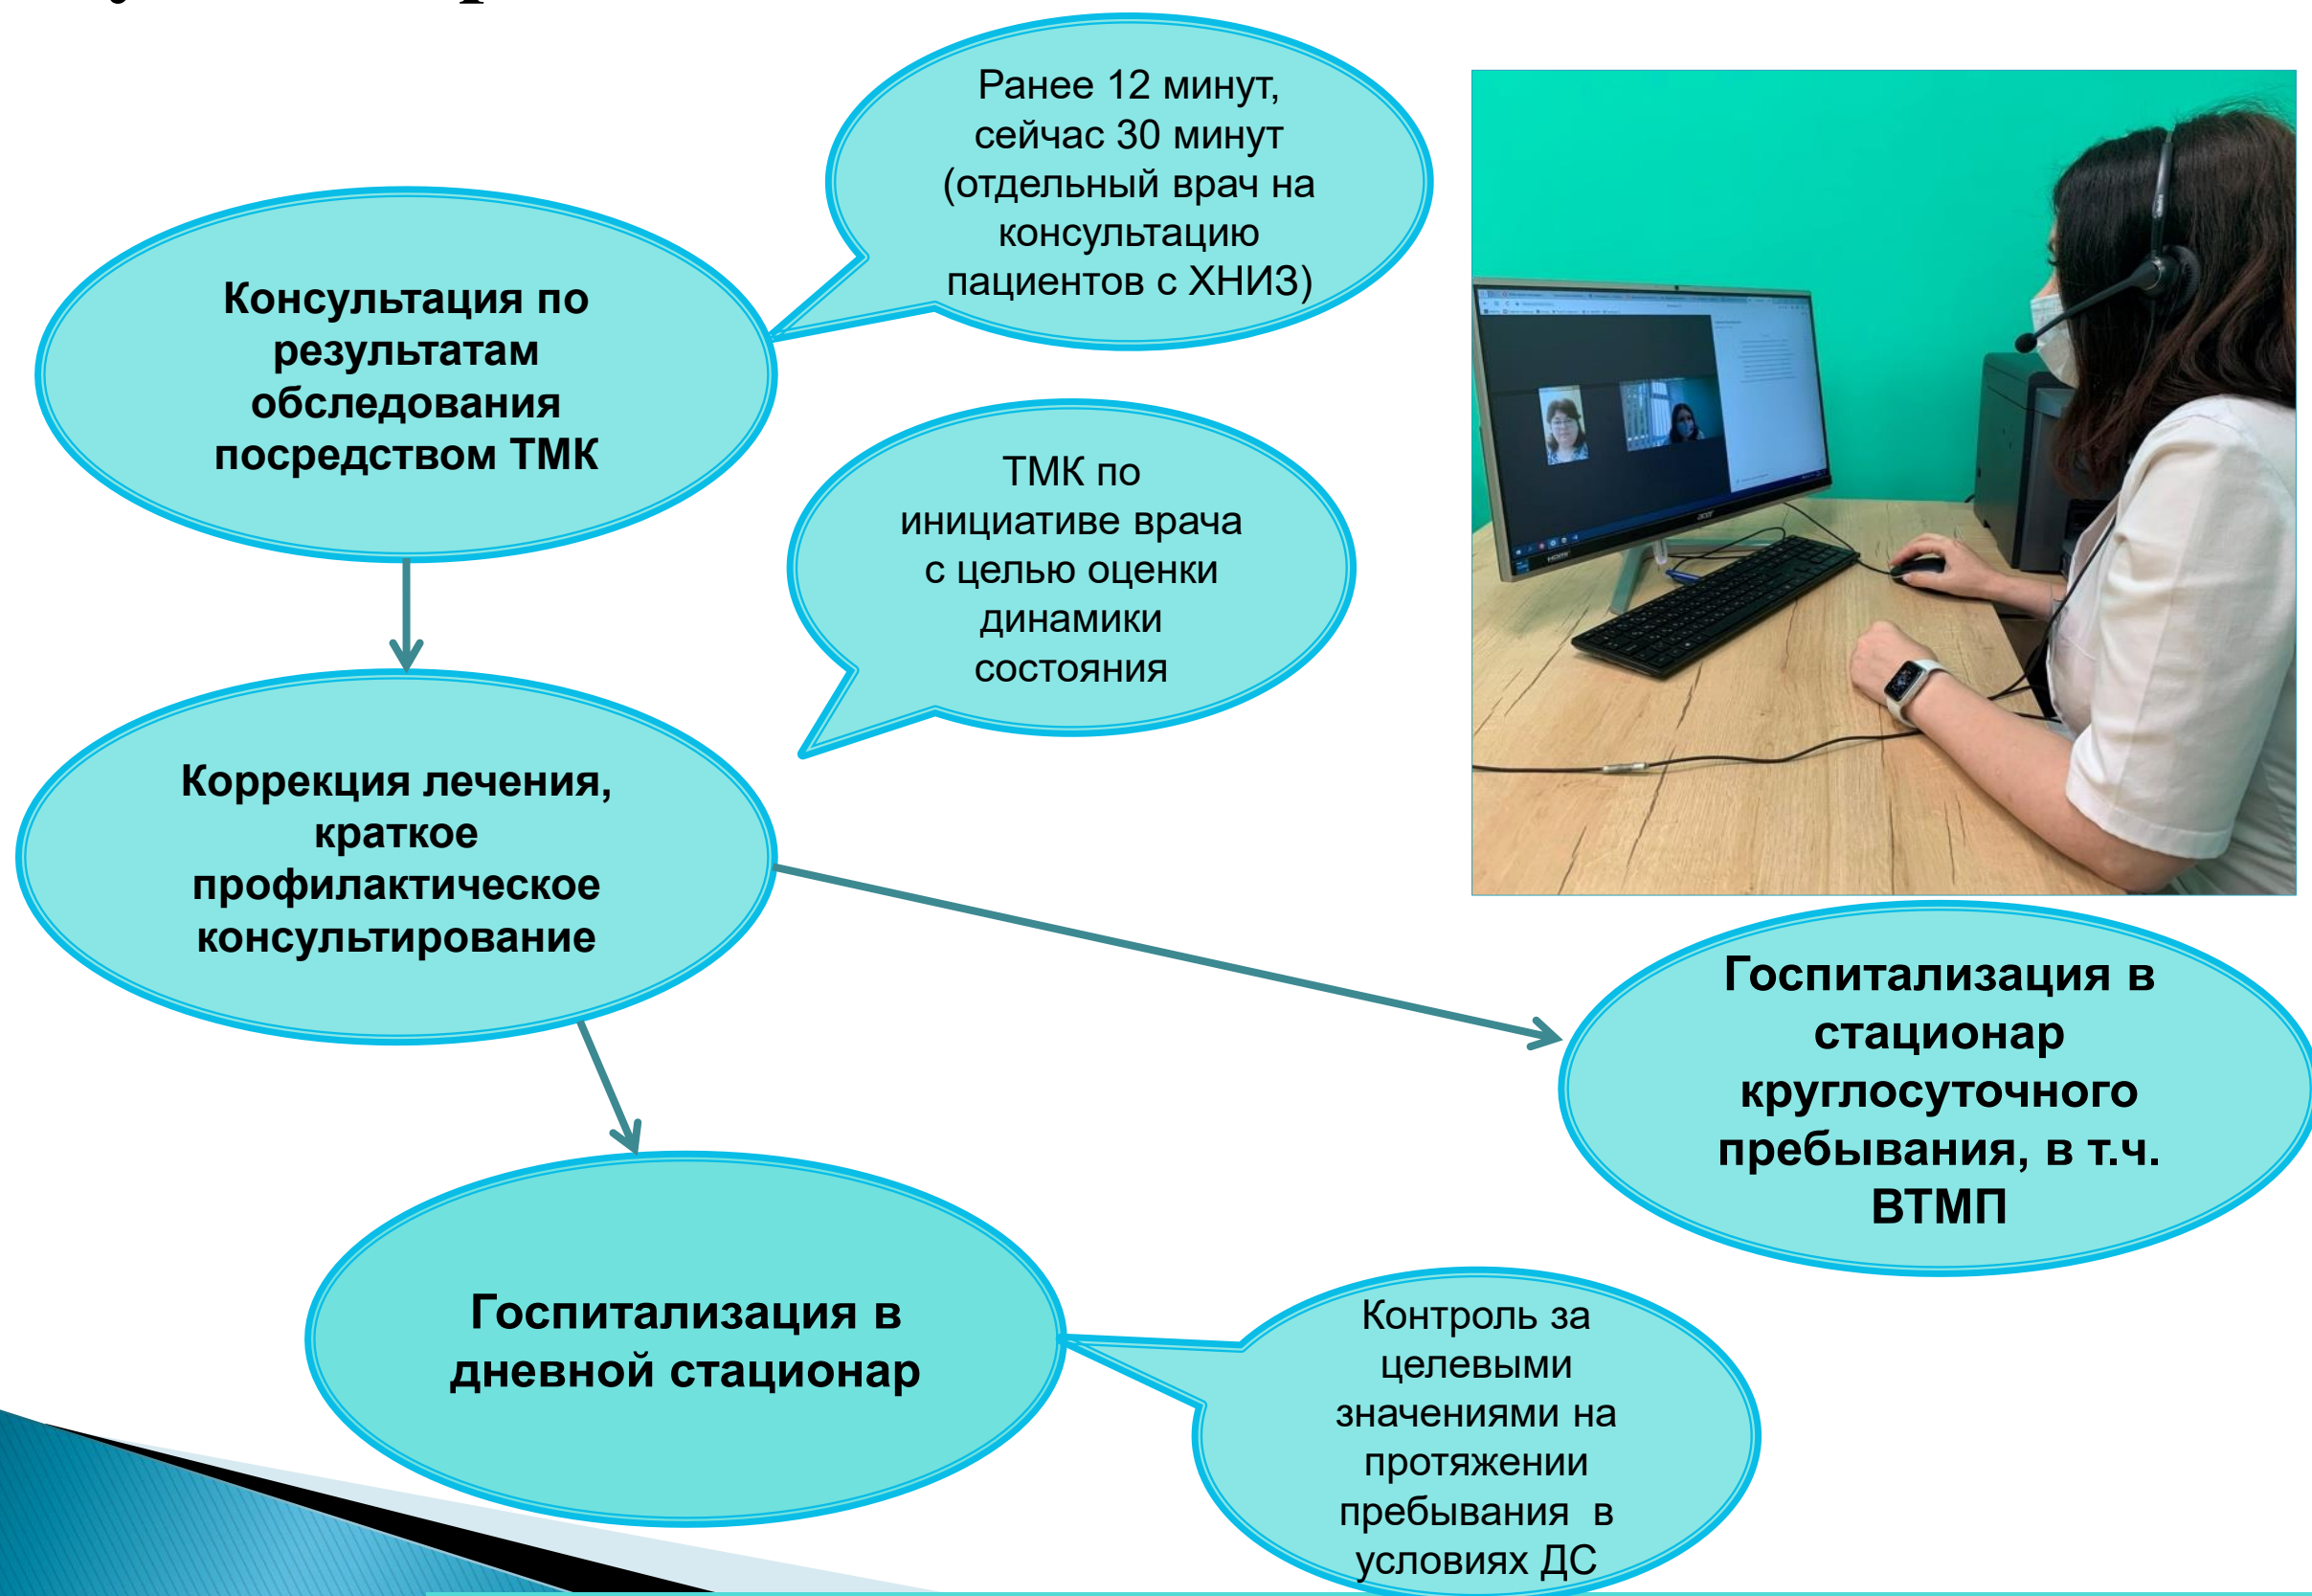 Ранее 12 минут,
сейчас 30 минут
(отдельный врач на
консультацию
пациентов с ХНИЗ)
Консультация по
результатам
обследования
посредством ТМК
ТМК по
инициативе врача
с целью оценки
динамики
состояния
acer
HDMI
Коррекция лечения,
краткое
профилактическое
консультирование
Госпитализация в
стационар
круглосуточного
пребывания, в т.ч.
ВТМП
Госпитализация в
дневной стационар
Контроль за
целевыми
значениями на
протяжении
пребывания в
условиях ДС